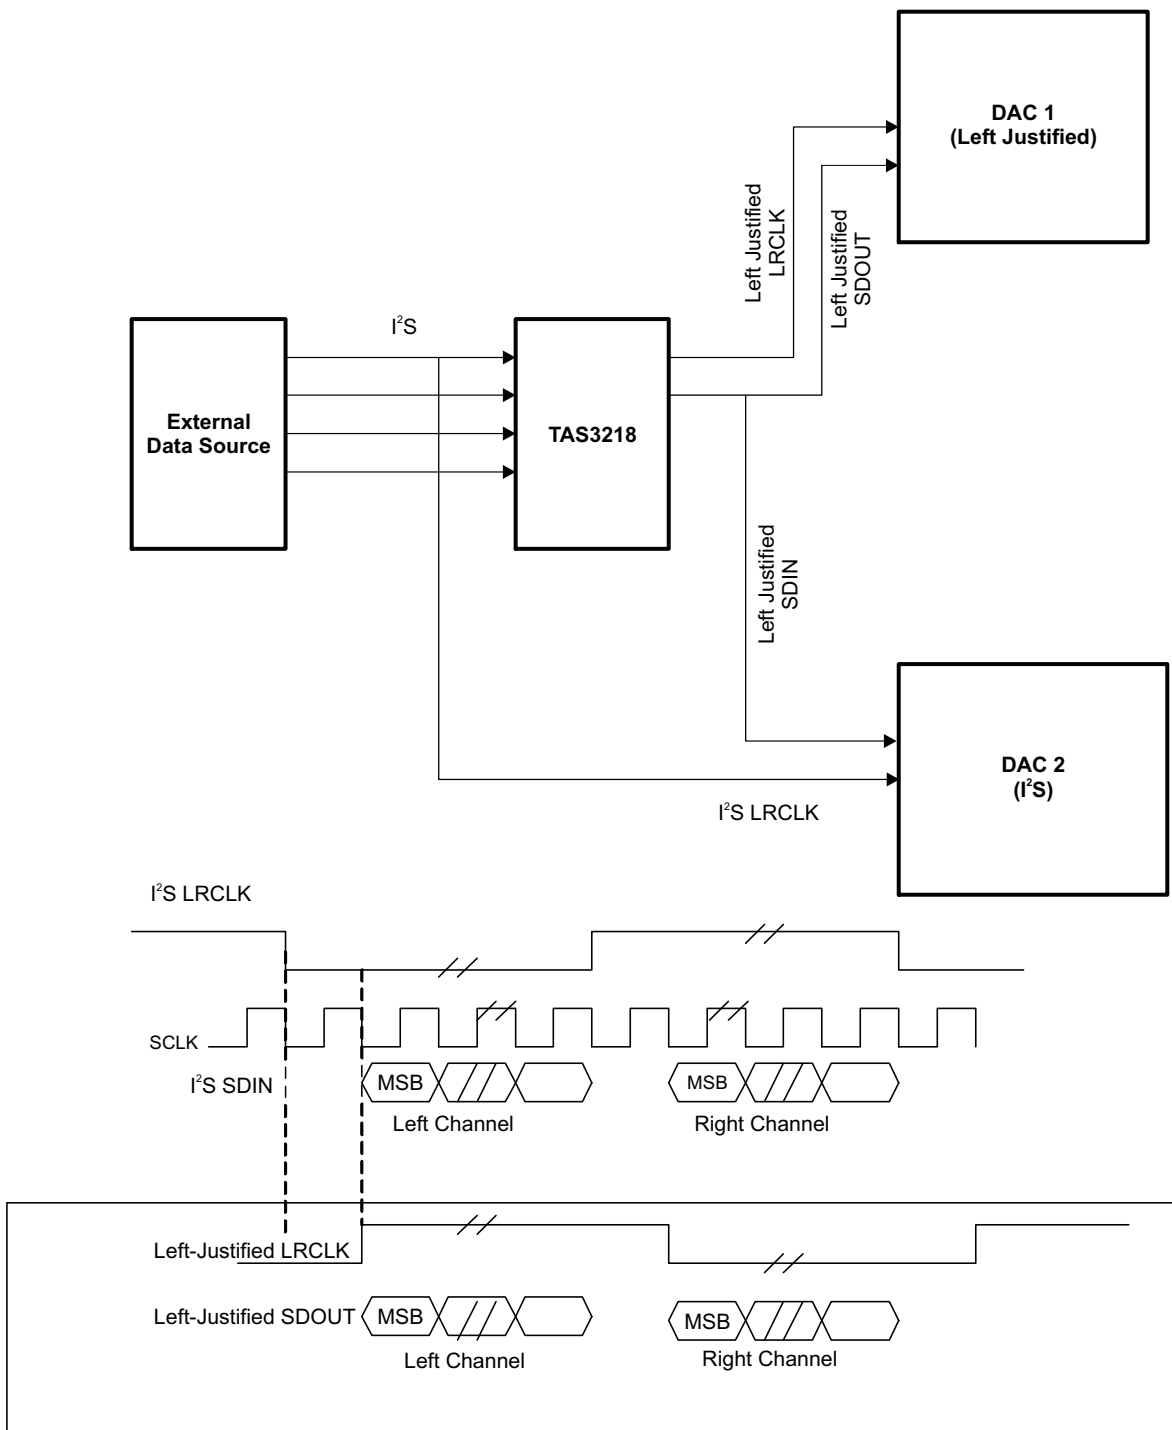 DAC 1
(Left Justified)
Left Justified
LRCLK
Left Justified
SDOUT
I²S
External
Data Source
TAS3218
Left Justified
SDIN
DAC 2
(I²S)
I²S LRCLK
I²S LRCLK
SCLK
I²S SDIN
MSB
MSB
Left Channel
Right Channel
Left-Justified LRCLK
Left-Justified SDOUT
MSB
MSB
Left Channel
Right Channel